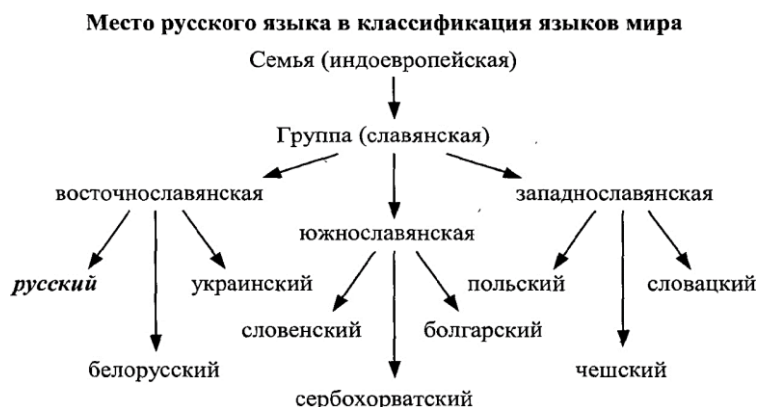 Место русского языка в классификация языков мира
Семья (индоевропейская)
Группа (славянская)
восточнославянская
западнославянская
южнославянская
русский
украинский
польский
словацкий
словенский
болгарский
белорусский
чешский
сербохорватский